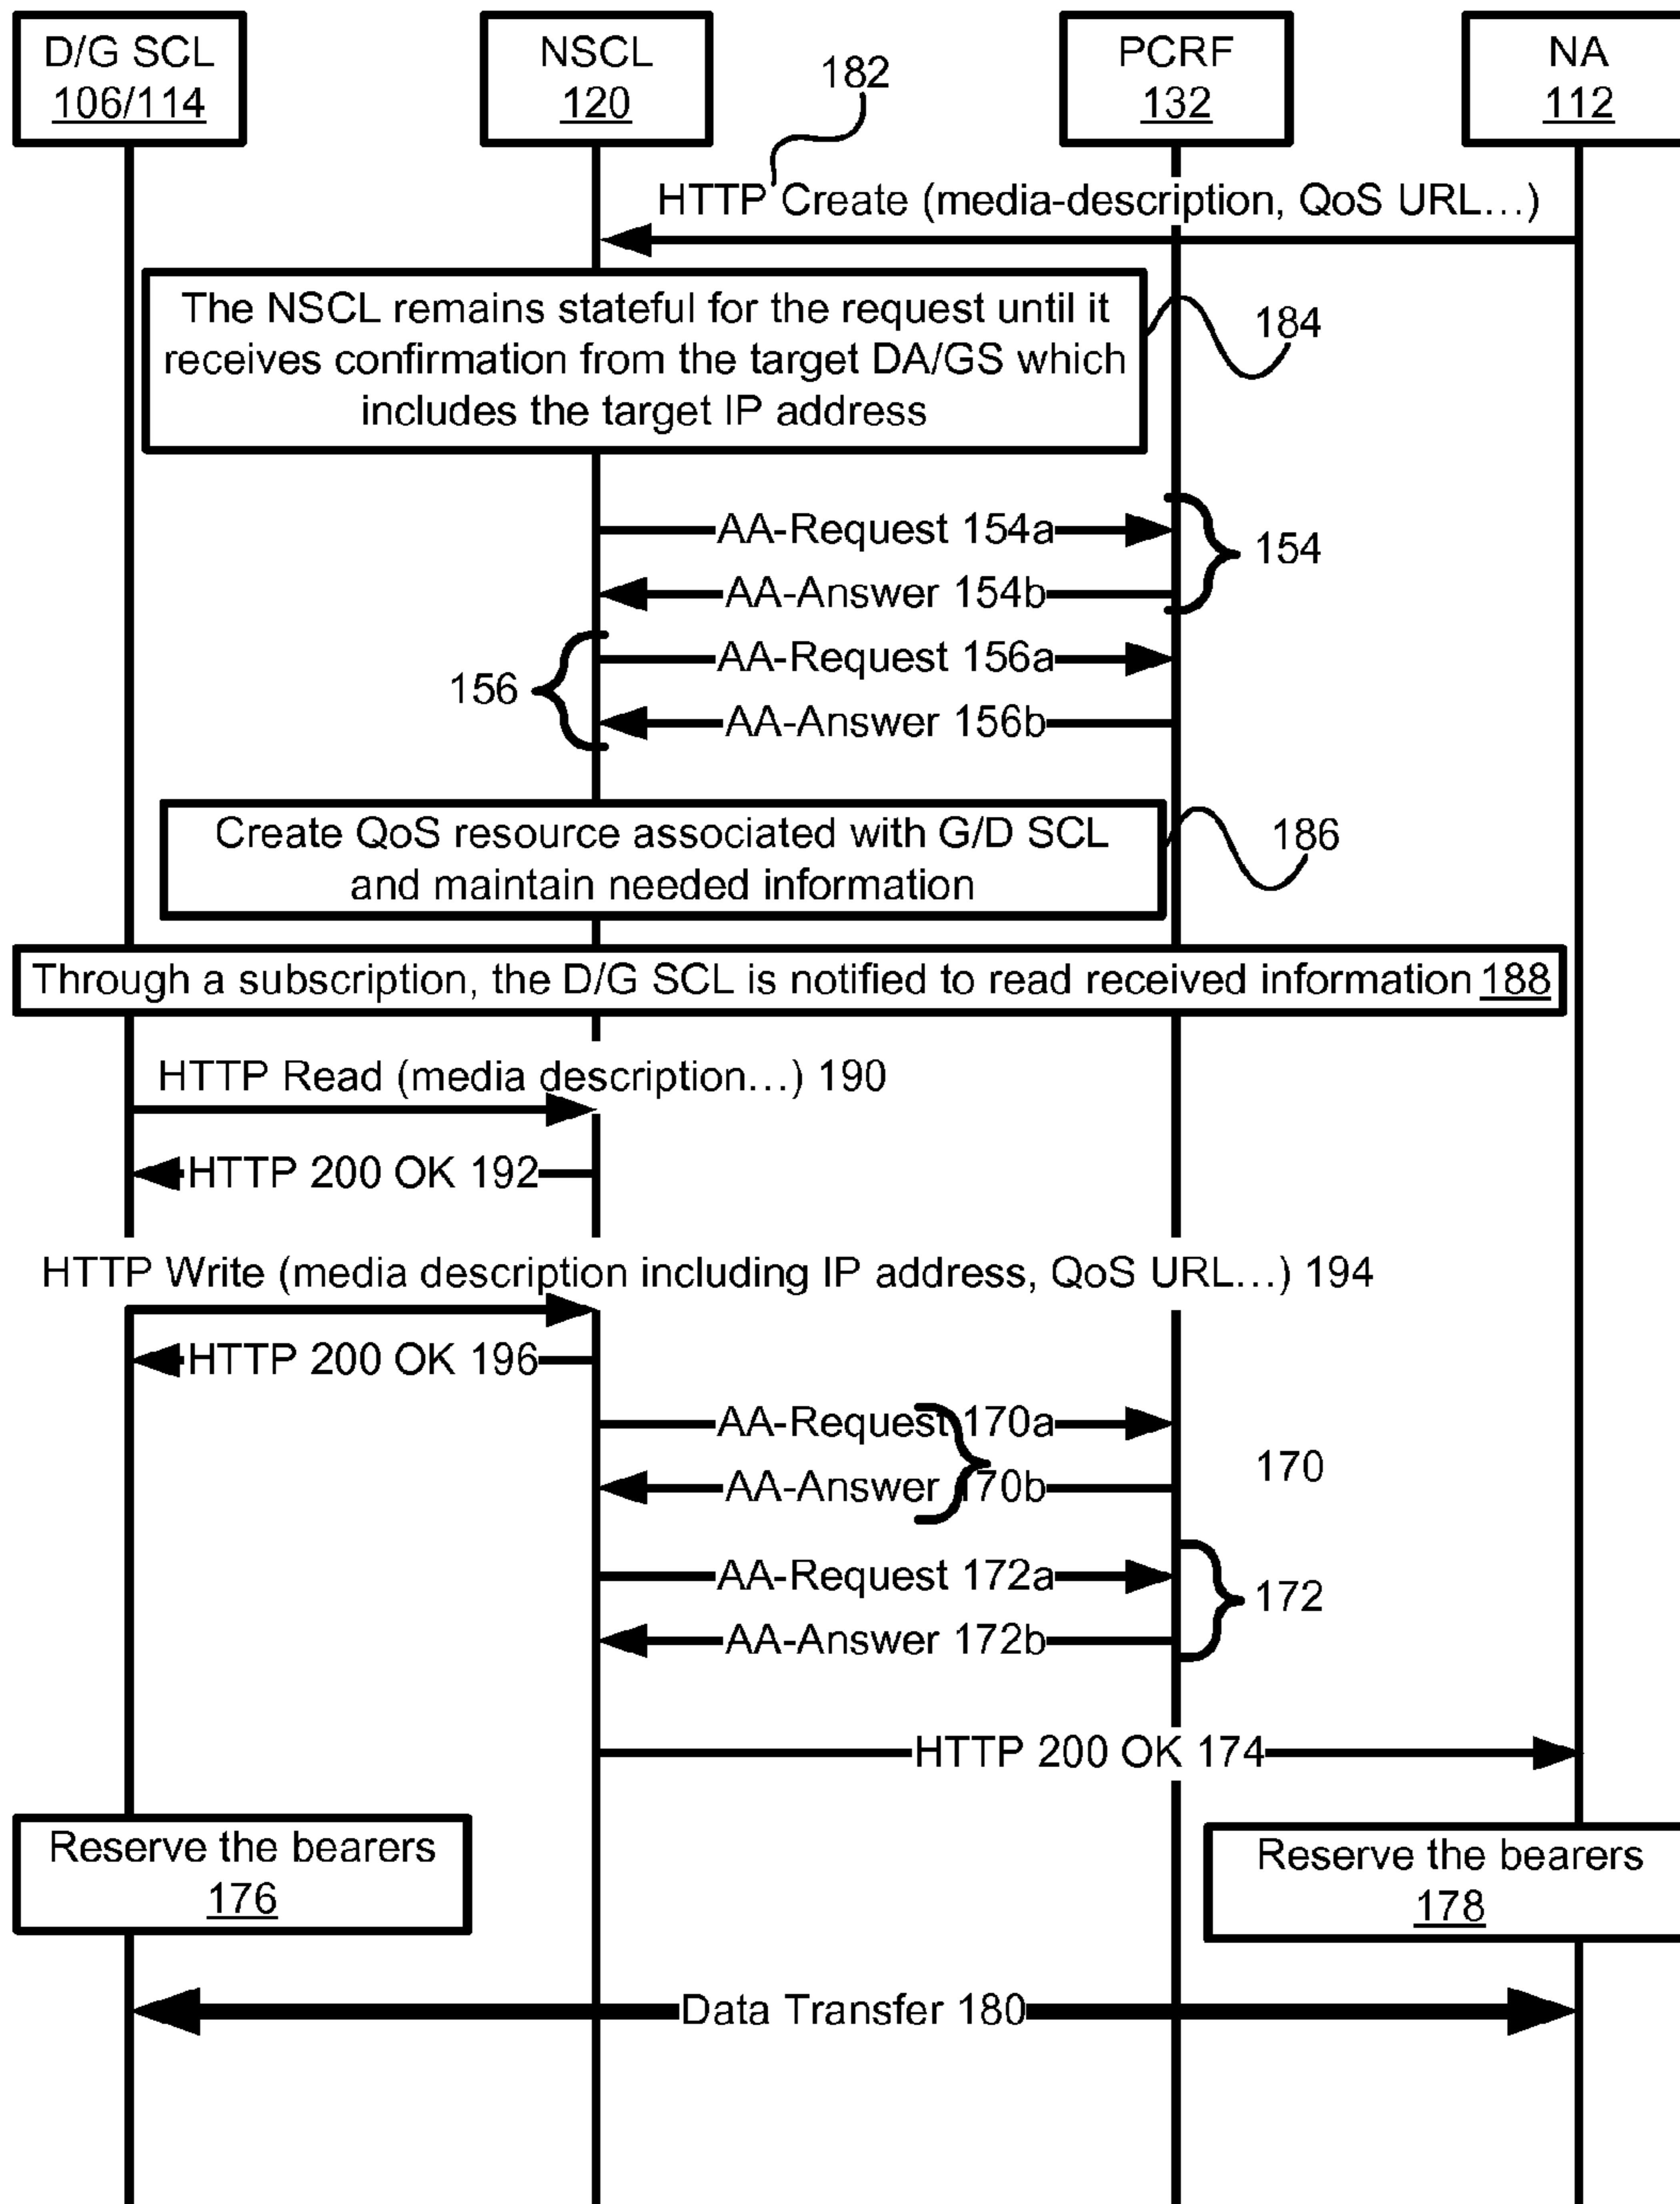 D/G SCL
106/114
NSCL
120
PCRF
132
NA
112
182
HTTP Create (media-description, QoS URL...)
The NSCL remains stateful for the request until it
receives confirmation from the target DA/GS which
includes the target IP address
184
AA-Request 154a
154
AA-Answer 154b
AA-Request 156a
156
AA-Answer 156b
Create QoS resource associated with G/D SCL
and maintain needed information
186
Through a subscription, the D/G SCL is notified to read received information 188
HTTP Read (media description...) 190
HTTP 200 OK 192
HTTP Write (media description including IP address, QoS URL...) 194
HTTP 200 OK 196
AA-Request 170a
170
AA-Answer 170b
AA-Request 172a
172
AA-Answer 172b
HTTP 200 OK 174
Reserve the bearers
176
Reserve the bearers
178
Data Transfer 180